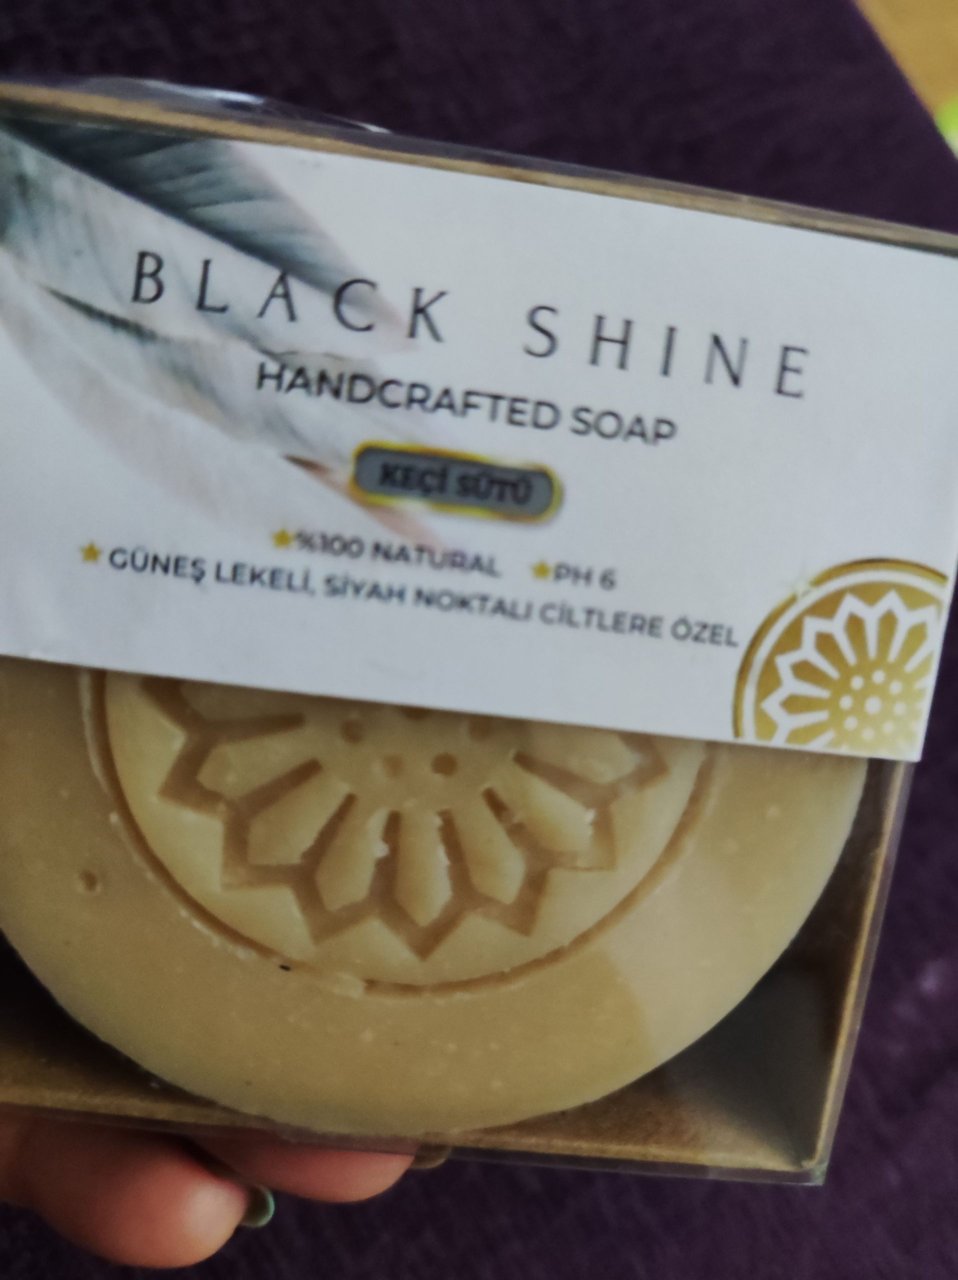 BLACK SHINE
HANDCRAFTED SOAP
KEÇİ SÜTÜ
%100 NATURAL PH 6
GÜNEŞ LEKELİ, SİYAH NOKTALI CİLTLERE ÖZEL